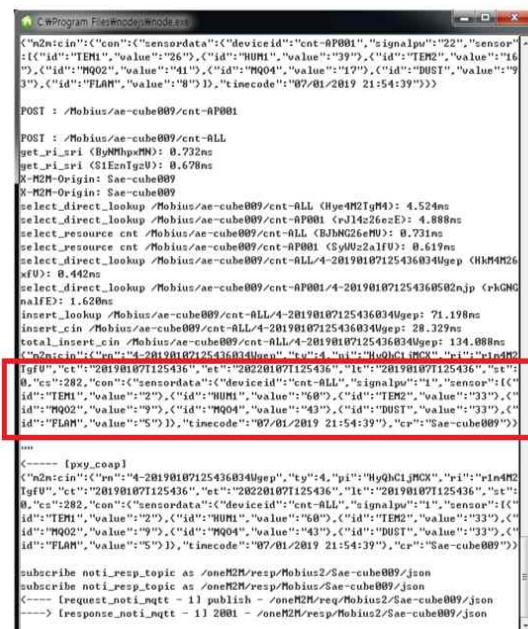 C:\Program Files\nodejs\node.exe
{"m2m:cin":{"con":{"sensordata":{"deviceid":"cnt-AP001","signalpw":"22","sensor"
:[{"id":"TEM1","value":"26"},{"id":"HUM1","value":"39"},{"id":"TEM2","value":"16
"},{"id":"MQ02","value":"41"},{"id":"MQ04","value":"17"},{"id":"DUST","value":"9
3"},{"id":"FLAM","value":"8"}]},"timecode":"07/01/2019 21:54:39"}}}
POST : /Mobius/ae-cube009/cnt-AP001
POST : /Mobius/ae-cube009/cnt-ALL
get_ri_sri (ByNMhpxMN): 0.732ms
get_ri_sri (S1EznTgzU): 0.678ms
X-M2M-Origin: Sae-cube009
X-M2M-Origin: Sae-cube009
select_direct_lookup /Mobius/ae-cube009/cnt-ALL (Hye4M2TgM4): 4.524ms
select_direct_lookup /Mobius/ae-cube009/cnt-AP001 (rJl4z26ezE): 4.888ms
select_resource cnt /Mobius/ae-cube009/cnt-ALL (BJbNG26eMU): 0.731ms
select_resource cnt /Mobius/ae-cube009/cnt-AP001 (SyWUz2alfU): 0.619ms
select_direct_lookup /Mobius/ae-cube009/cnt-ALL/4-20190107125436034Wgep (HkM4M26
xfU): 0.442ms
select_direct_lookup /Mobius/ae-cube009/cnt-AP001/4-201901071254360502mjp (rkGNG
nalfE): 1.620ms
insert_lookup /Mobius/ae-cube009/cnt-ALL/4-20190107125436034Wgep: 71.198ms
insert_cin /Mobius/ae-cube009/cnt-ALL/4-20190107125436034Wgep: 28.329ms
total_insert_cin /Mobius/ae-cube009/cnt-ALL/4-20190107125436034Wgep: 134.088ms
{"m2m:cin":{"rn":"4-20190107125436034Wgep","ty":4,"pi":"HyQhC1jMCX","ri":"r1n4M2
TgfU","ct":"20190107T125436","et":"20220107T125436","lt":"20190107T125436","st":
0,"cs":282,"con":{"sensordata":{"deviceid":"cnt-ALL","signalpw":"1","sensor":[{"
id":"TEM1","value":"2"},{"id":"HUM1","value":"60"},{"id":"TEM2","value":"33"},{"
id":"MQ02","value":"9"},{"id":"MQ04","value":"43"},{"id":"DUST","value":"33"},{"
id":"FLAM","value":"5"}]},"timecode":"07/01/2019 21:54:39"},"cr":"Sae-cube009"}}
""
<----- [pxy_coap]
{"m2m:cin":{"rn":"4-20190107125436034Wgep","ty":4,"pi":"HyQhC1jMCX","ri":"r1n4M2
TgfU","ct":"20190107T125436","et":"20220107T125436","lt":"20190107T125436","st":
0,"cs":282,"con":{"sensordata":{"deviceid":"cnt-ALL","signalpw":"1","sensor":[{"
id":"TEM1","value":"2"},{"id":"HUM1","value":"60"},{"id":"TEM2","value":"33"},{"
id":"MQ02","value":"9"},{"id":"MQ04","value":"43"},{"id":"DUST","value":"33"},{"
id":"FLAM","value":"5"}]},"timecode":"07/01/2019 21:54:39"},"cr":"Sae-cube009"}}
subscribe noti_resp_topic as /oneM2M/resp/Mobius2/Sae-cube009/json
subscribe noti_resp_topic as /oneM2M/resp/Mobius/Sae-cube009/json
<---- [request_noti_mqtt - 1] publish - /oneM2M/req/Mobius2/Sae-cube009/json
----> [response_noti_mqtt - 1] 2001 - /oneM2M/resp/Mobius2/Sae-cube009/json